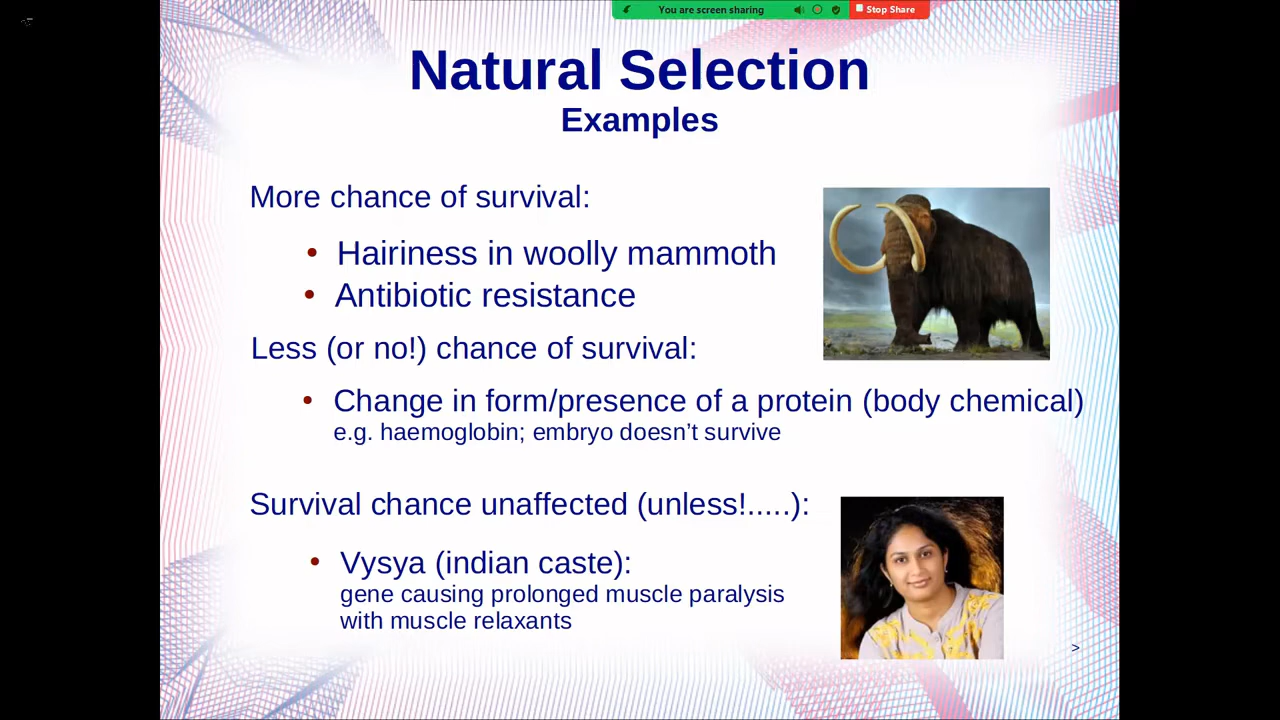 You are screen sharing
Stop Share
Natural Selection
Examples
More chance of survival:
• Hairiness in woolly mammoth
• Antibiotic resistance
Less (or no!) chance of survival:
• Change in form/presence of a protein (body chemical)
e.g. haemoglobin; embryo doesn’t survive
Survival chance unaffected (unless!.....):
• Vysya (indian caste):
gene causing prolonged muscle paralysis
with muscle relaxants
>